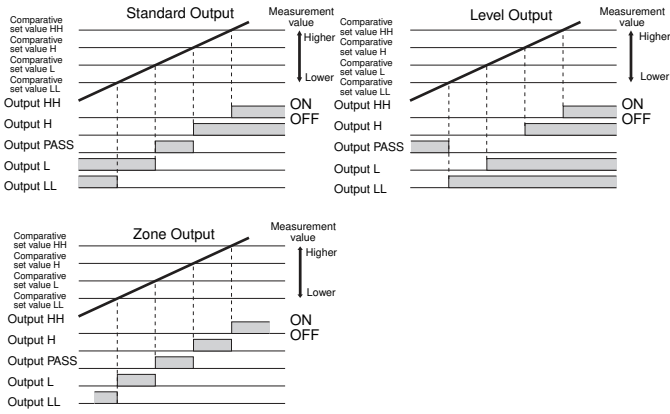 Standard Output
Measurement
value
Comparative
set value HH
Comparative
set value H
Comparative
set value L
Comparative
set value LL
Higher
Lower
Output HH
Output H
Output PASS
Output L
Output LL
ON
OFF
Level Output
Measurement
value
Comparative
set value HH
Comparative
set value H
Comparative
set value L
Comparative
set value LL
Higher
Lower
Output HH
Output H
Output PASS
Output L
Output LL
ON
OFF
Zone Output
Measurement
value
Comparative
set value HH
Comparative
set value H
Comparative
set value L
Comparative
set value LL
Higher
Lower
Output HH
Output H
Output PASS
Output L
Output LL
ON
OFF